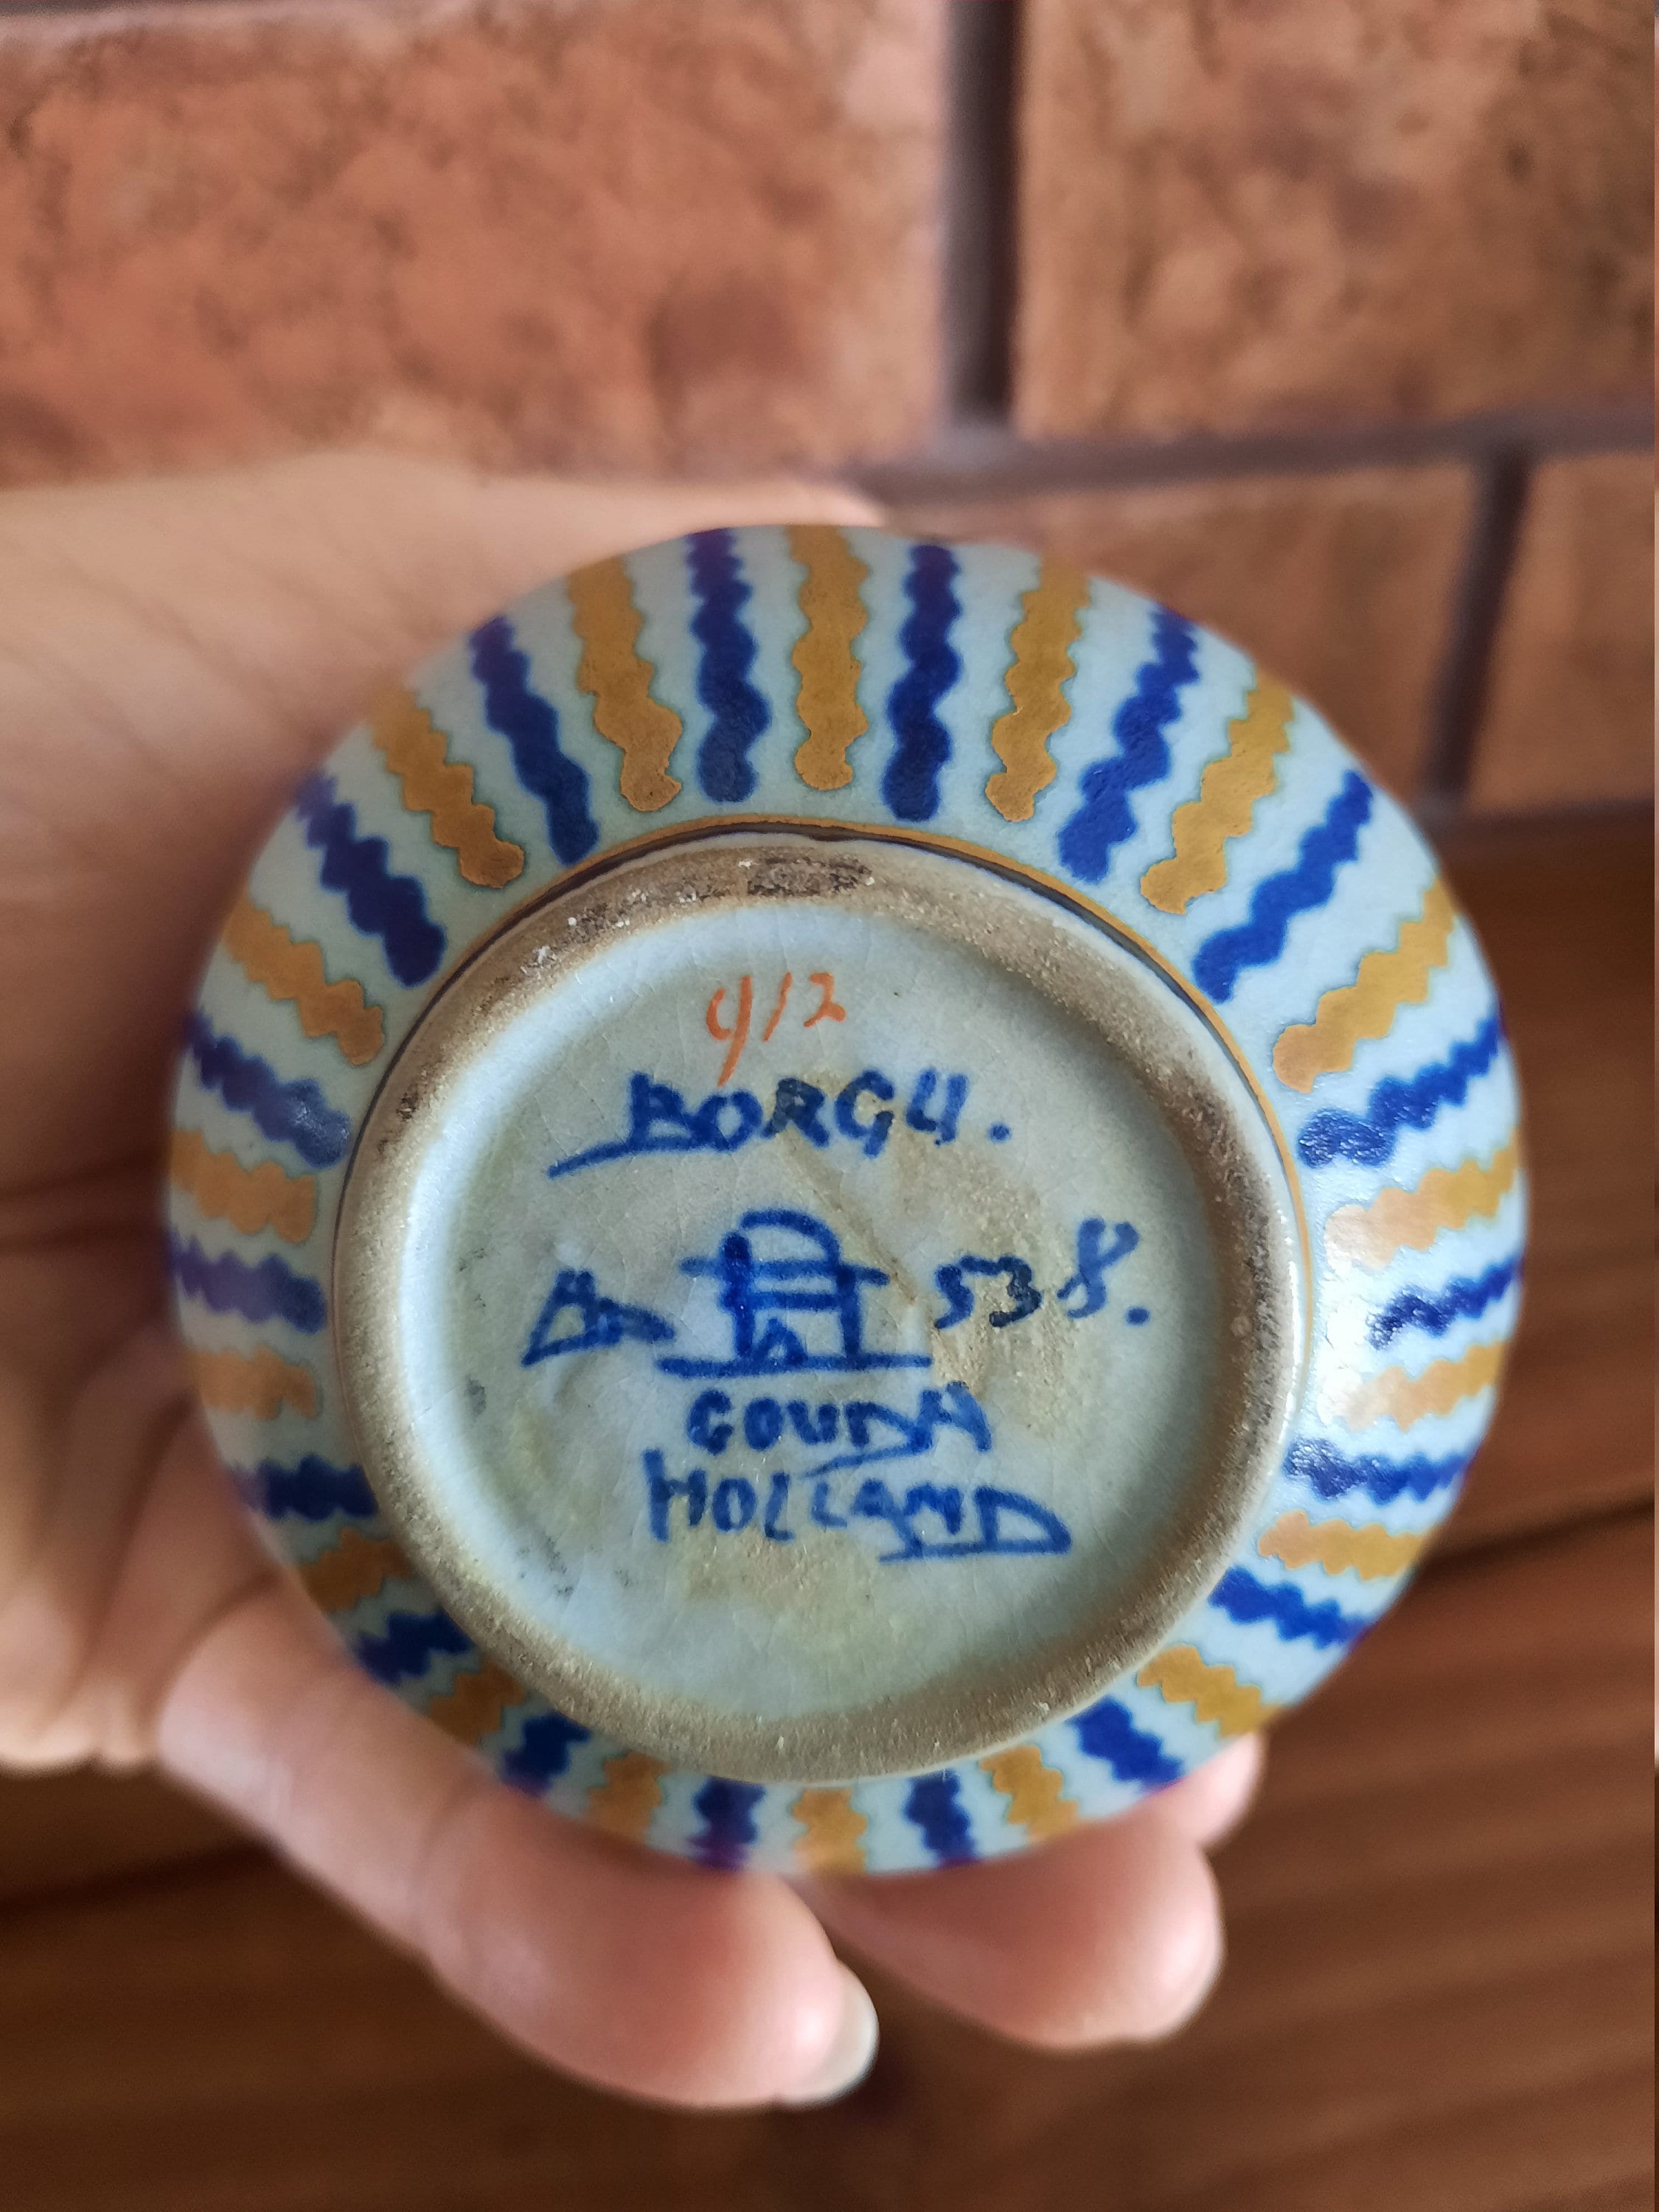 912
BORGH.
538.
GOUDA
HOLLAND